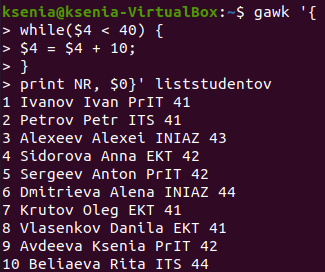 ksenia@ksenia-VirtualBox:~$ gawk '{
> while($4 < 40) {
> $4 = $4 + 10;
> }
> print NR, $0}' liststudentov
1 Ivanov Ivan PrIT 41
2 Petrov Petr ITS 41
3 Alexeev Alexei INIAZ 43
4 Sidorova Anna EKT 42
5 Sergeev Anton PrIT 42
6 Dmitrieva Alena INIAZ 44
7 Krutov Oleg EKT 41
8 Vlasenkov Danila EKT 41
9 Avdeeva Ksenia PrIT 42
10 Beliaeva Rita ITS 44